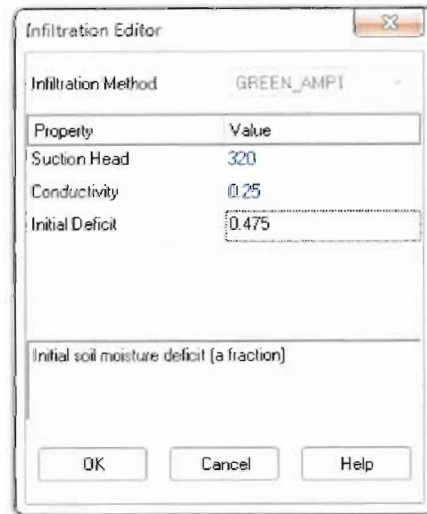 Infiltration Editor
Infiltration Method GREEN_AMPT
Property Value
Suction Head 320
Conductivity 0.25
Initial Deficit 0.475
Initial soil moisture deficit (a fraction)
OK Cancel Help